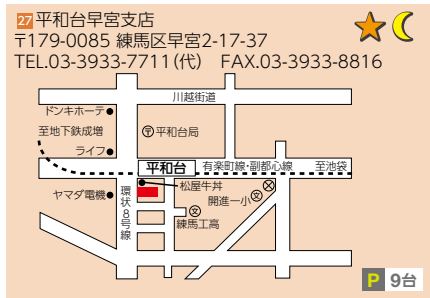 27 平和台早宮支店
〒179-0085 練馬区早宮2-17-37
TEL.03-3933-7711(代) FAX.03-3933-8816
川越街道
ドンキホーテ
至地下鉄成増
〒平和台局
ライフ
平和台 有楽町線・副都心線 至池袋
ヤマダ電機
環状8号線
松屋牛丼
開進一小 文
文
練馬工高
P 9台